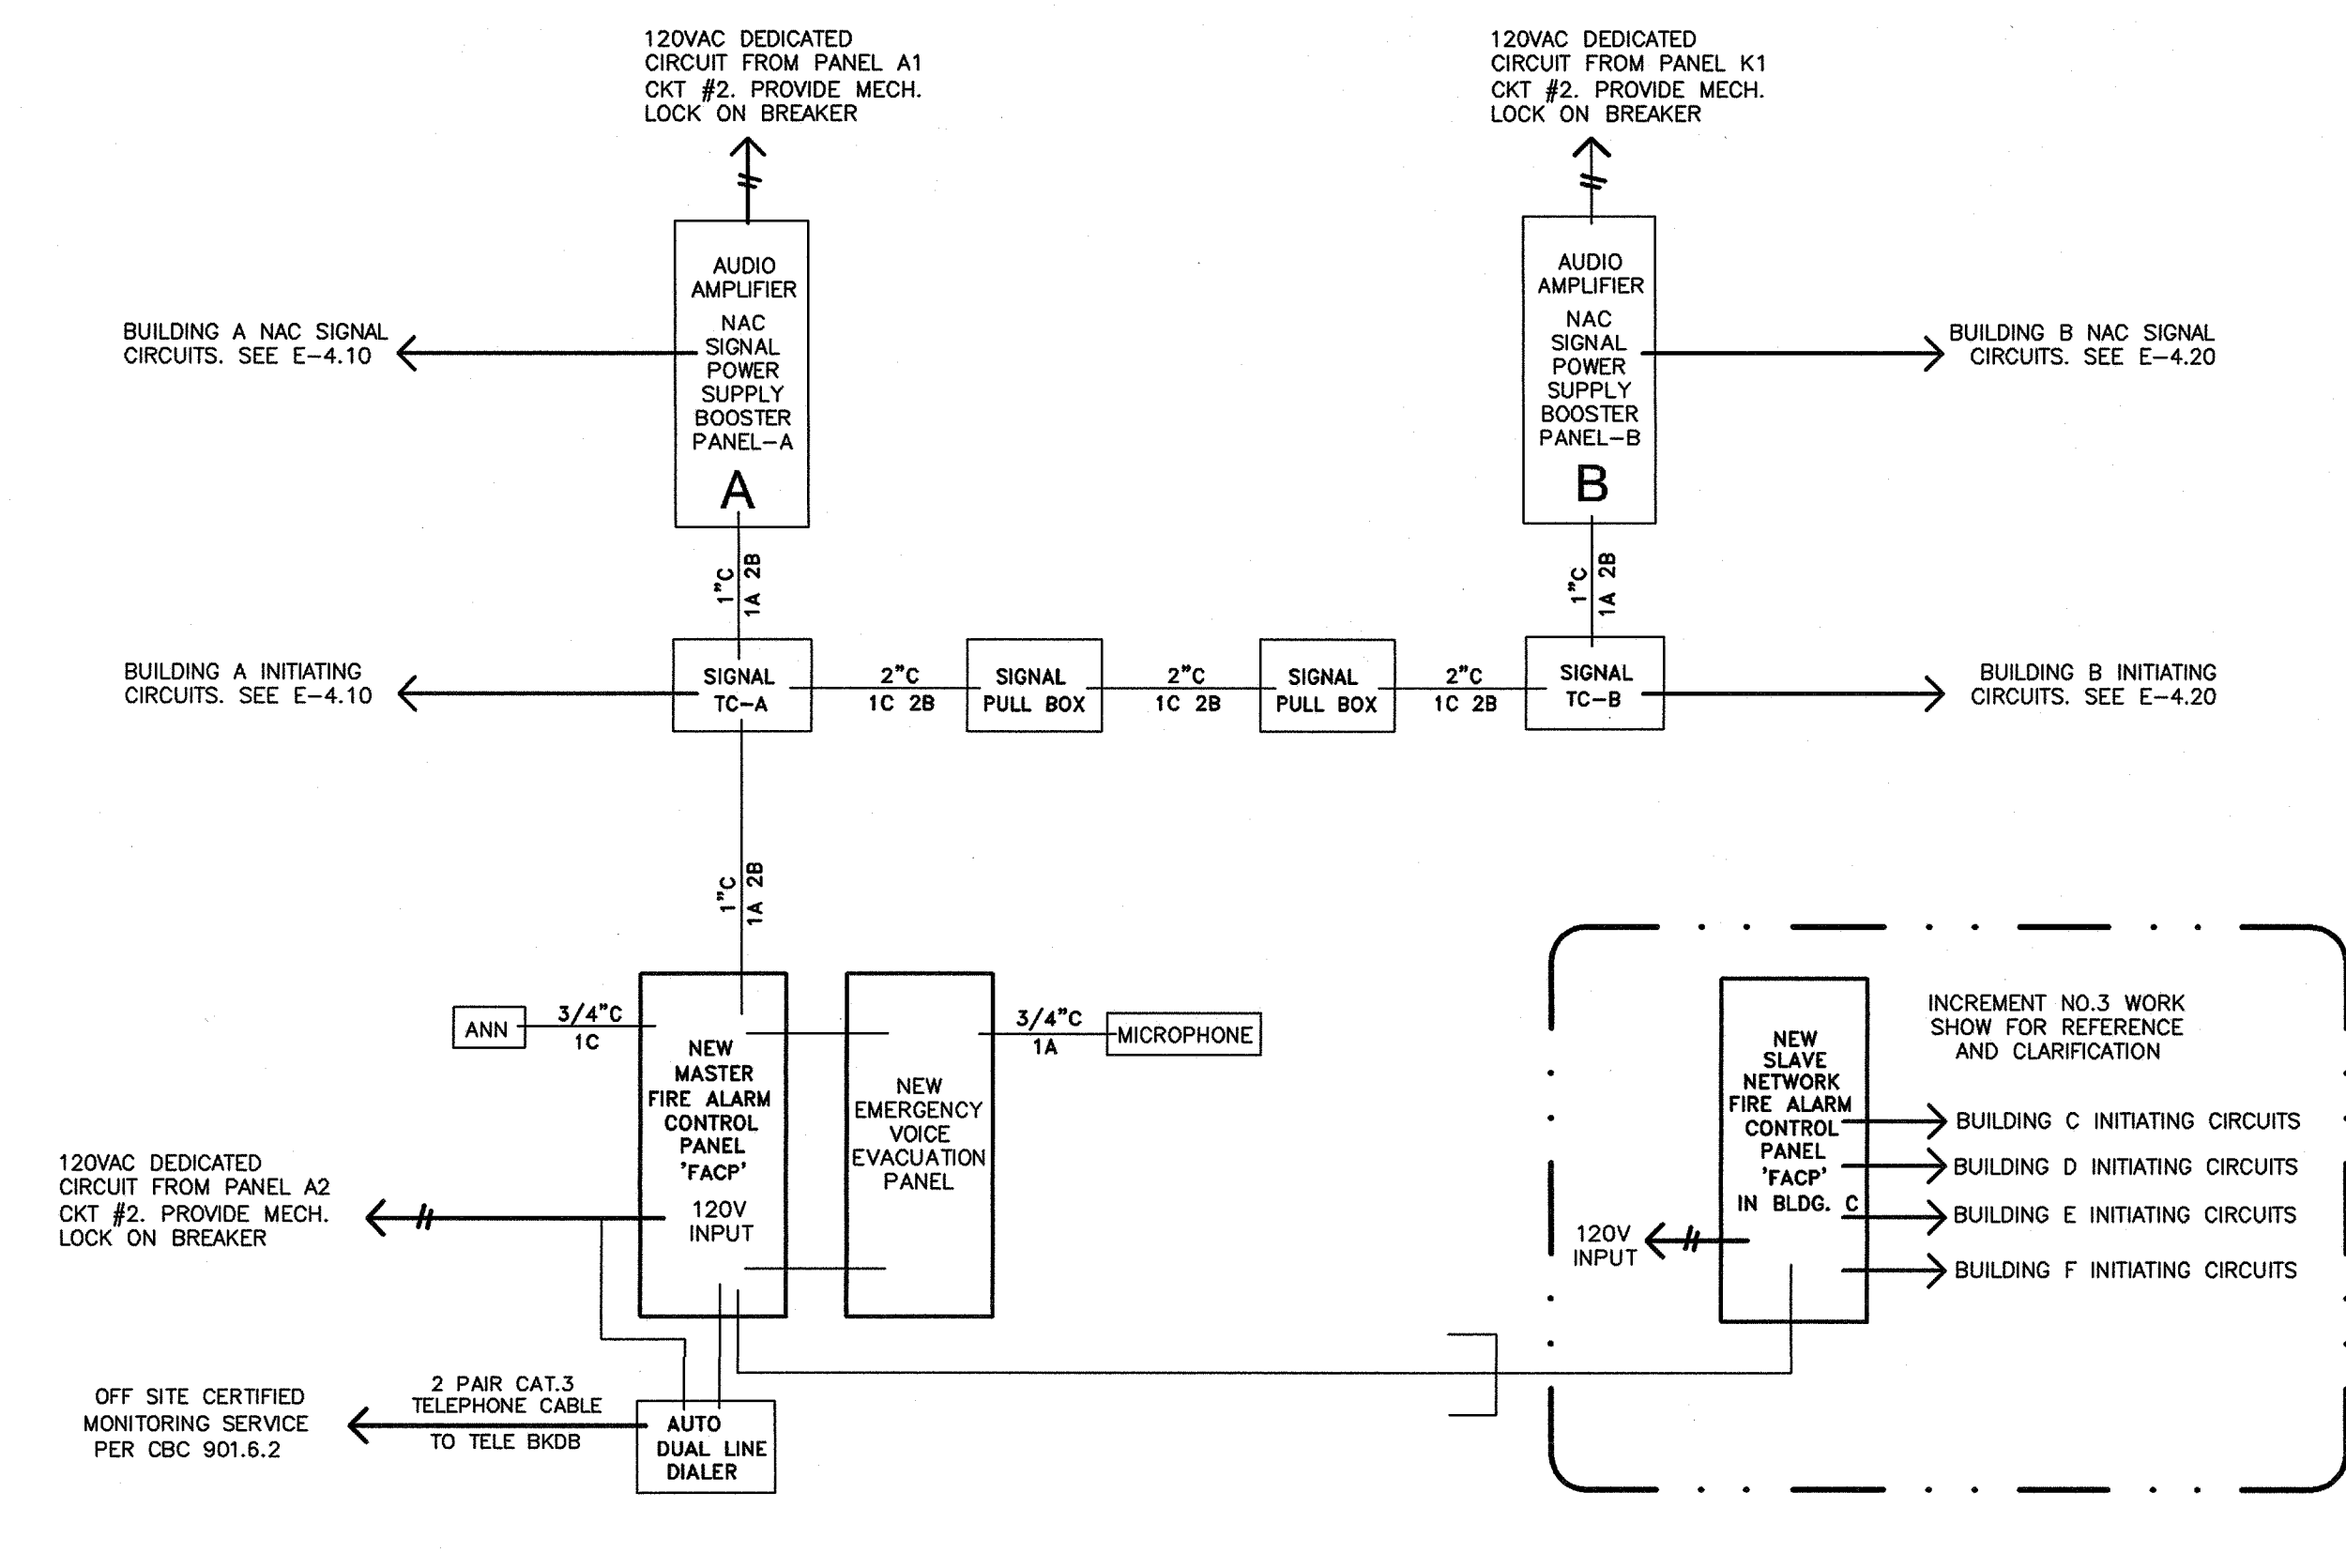 120VAC DEDICATED
CIRCUIT FROM PANEL A1
CKT #2. PROVIDE MECH.
LOCK ON BREAKER
120VAC DEDICATED
CIRCUIT FROM PANEL K1
CKT #2. PROVIDE MECH.
LOCK ON BREAKER
BUILDING A NAC SIGNAL
CIRCUITS. SEE E-4.10
AUDIO
AMPLIFIER
NAC
SIGNAL
POWER
SUPPLY
BOOSTER
PANEL-A
A
AUDIO
AMPLIFIER
NAC
SIGNAL
POWER
SUPPLY
BOOSTER
PANEL-B
B
BUILDING B NAC SIGNAL
CIRCUITS. SEE E-4.20
1"C
1A 2B
1"C
1A 2B
BUILDING A INITIATING
CIRCUITS. SEE E-4.10
SIGNAL
TC-A
2"C
1C 2B
SIGNAL
PULL BOX
2"C
1C 2B
SIGNAL
PULL BOX
2"C
1C 2B
SIGNAL
TC-B
BUILDING B INITIATING
CIRCUITS. SEE E-4.20
1"C
1A 2B
ANN
3/4"C
1C
NEW
MASTER
FIRE ALARM
CONTROL
PANEL
'FACP'
120V
INPUT
NEW
EMERGENCY
VOICE
EVACUATION
PANEL
3/4"C
1A
MICROPHONE
120VAC DEDICATED
CIRCUIT FROM PANEL A2
CKT #2. PROVIDE MECH.
LOCK ON BREAKER
OFF SITE CERTIFIED
MONITORING SERVICE
PER CBC 901.6.2
2 PAIR CAT.3
TELEPHONE CABLE
TO TELE BKDB
AUTO
DUAL LINE
DIALER
INCREMENT NO.3 WORK
SHOW FOR REFERENCE
AND CLARIFICATION
NEW
SLAVE
NETWORK
FIRE ALARM
CONTROL
PANEL
'FACP'
IN BLDG. C
120V
INPUT
BUILDING C INITIATING CIRCUITS
BUILDING D INITIATING CIRCUITS
BUILDING E INITIATING CIRCUITS
BUILDING F INITIATING CIRCUITS